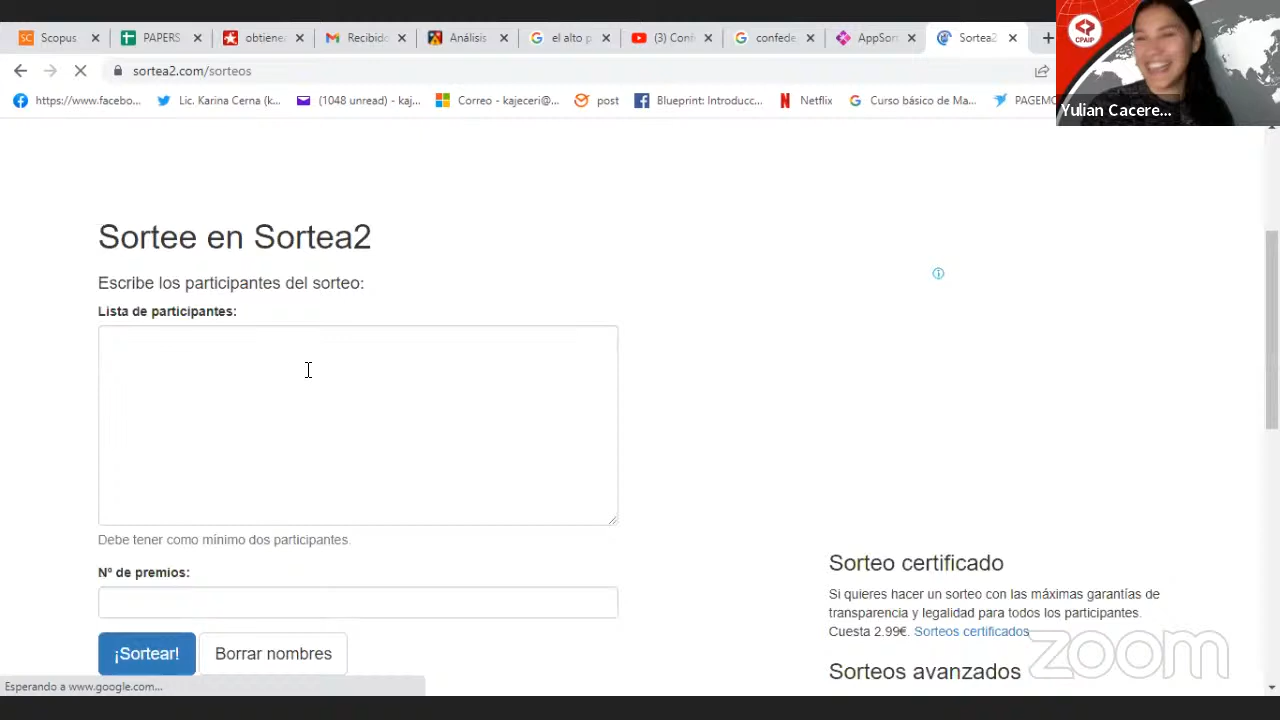 Scopus
PAPERS
obtiene
Recibid
Análisis
el alto p
(3) Conf
confede
AppSor
Sortea2
sortea2.com/sorteos
https://www.facebo...
Lic. Karina Cerna (k...
(1048 unread) - kaj...
Correo - kajeceri@...
post
Blueprint: Introducc...
Netflix
Curso básico de Ma...
PAGEMO
CPAIP
Yulian Cacere...
Sortee en Sortea2
Escribe los participantes del sorteo:
Lista de participantes:
Debe tener como mínimo dos participantes.
Nº de premios:
¡Sortear!
Borrar nombres
Sorteo certificado
Si quieres hacer un sorteo con las máximas garantías de
transparencia y legalidad para todos los participantes.
Cuesta 2.99€. Sorteos certificados
Sorteos avanzados
Esperando a www.google.com...
zoom